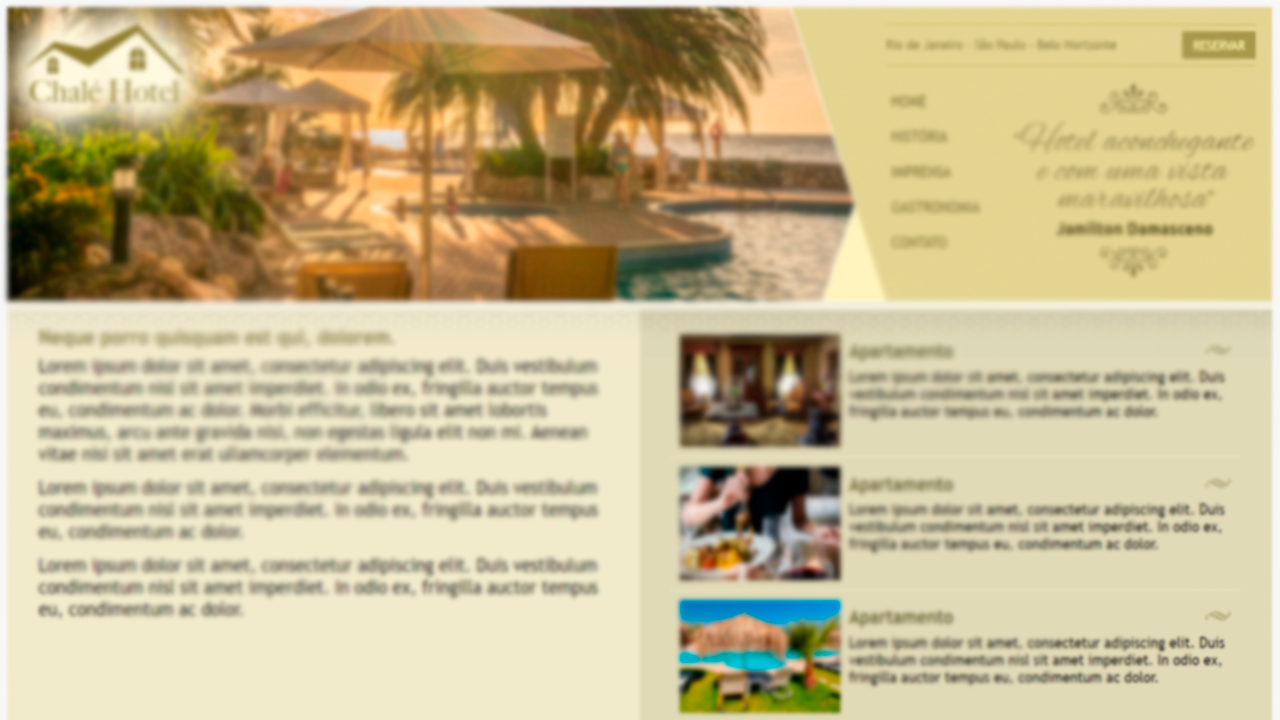 Chalé Hotel
Rio de Janeiro - São Paulo - Belo Horizonte
RESERVAR
HOME
HISTÓRIA
IMPRENSA
GASTRONOMIA
CONTATO
"Hotel aconchegante
e com uma vista
maravilhosa"
Jamilton Damasceno
Neque porro quisquam est qui, dolorem.
Lorem ipsum dolor sit amet, consectetur adipiscing elit. Duis vestibulum
condimentum nisl sit amet imperdiet. In odio ex, fringilla auctor tempus
eu, condimentum ac dolor. Morbi efficitur, libero sit amet lobortis
maximus, arcu ante gravida nisi, non egestas ligula elit non mi. Aenean
vitae nisi sit amet erat ullamcorper elementum.
Lorem ipsum dolor sit amet, consectetur adipiscing elit. Duis vestibulum
condimentum nisl sit amet imperdiet. In odio ex, fringilla auctor tempus
eu, condimentum ac dolor.
Lorem ipsum dolor sit amet, consectetur adipiscing elit. Duis vestibulum
condimentum nisl sit amet imperdiet. In odio ex, fringilla auctor tempus
eu, condimentum ac dolor.
Apartamento
Lorem ipsum dolor sit amet, consectetur adipiscing elit. Duis
vestibulum condimentum nisl sit amet imperdiet. In odio ex,
fringilla auctor tempus eu, condimentum ac dolor.
Apartamento
Lorem ipsum dolor sit amet, consectetur adipiscing elit. Duis
vestibulum condimentum nisl sit amet imperdiet. In odio ex,
fringilla auctor tempus eu, condimentum ac dolor.
Apartamento
Lorem ipsum dolor sit amet, consectetur adipiscing elit. Duis
vestibulum condimentum nisl sit amet imperdiet. In odio ex,
fringilla auctor tempus eu, condimentum ac dolor.